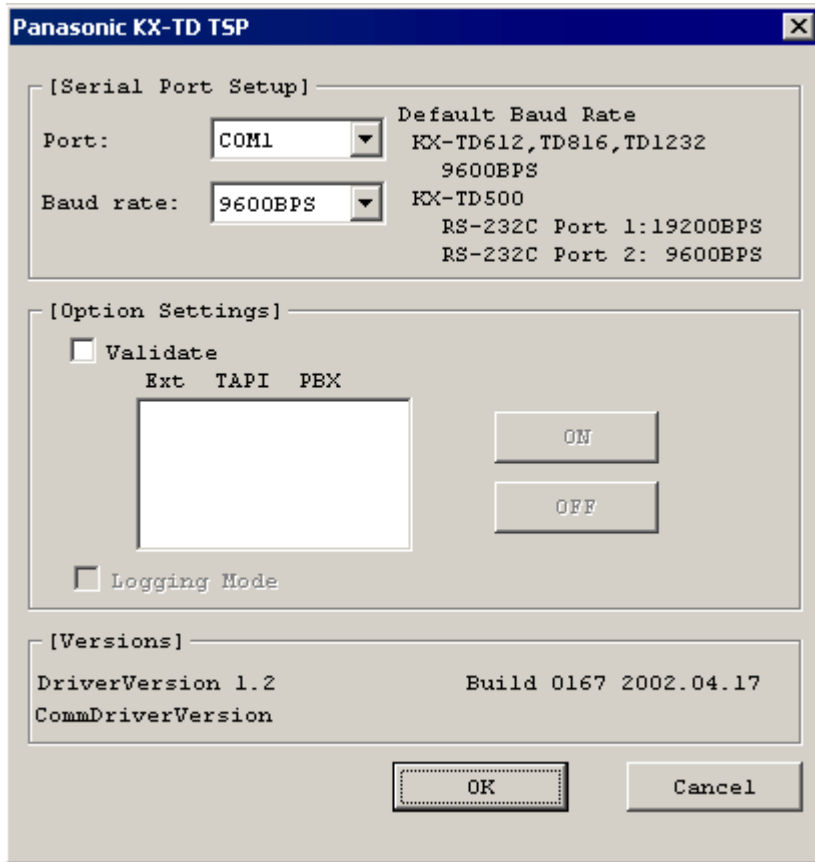 Panasonic KX-TD TSP
[Serial Port Setup]
Default Baud Rate
Port: COM1 KX-TD612,TD816,TD1232
9600BPS
Baud rate: 9600BPS KX-TD500
RS-232C Port 1:19200BPS
RS-232C Port 2: 9600BPS
[Option Settings]
Validate
Ext TAPI PBX
ON
OFF
Logging Mode
[Versions]
DriverVersion 1.2 Build 0167 2002.04.17
CommDriverVersion
OK Cancel